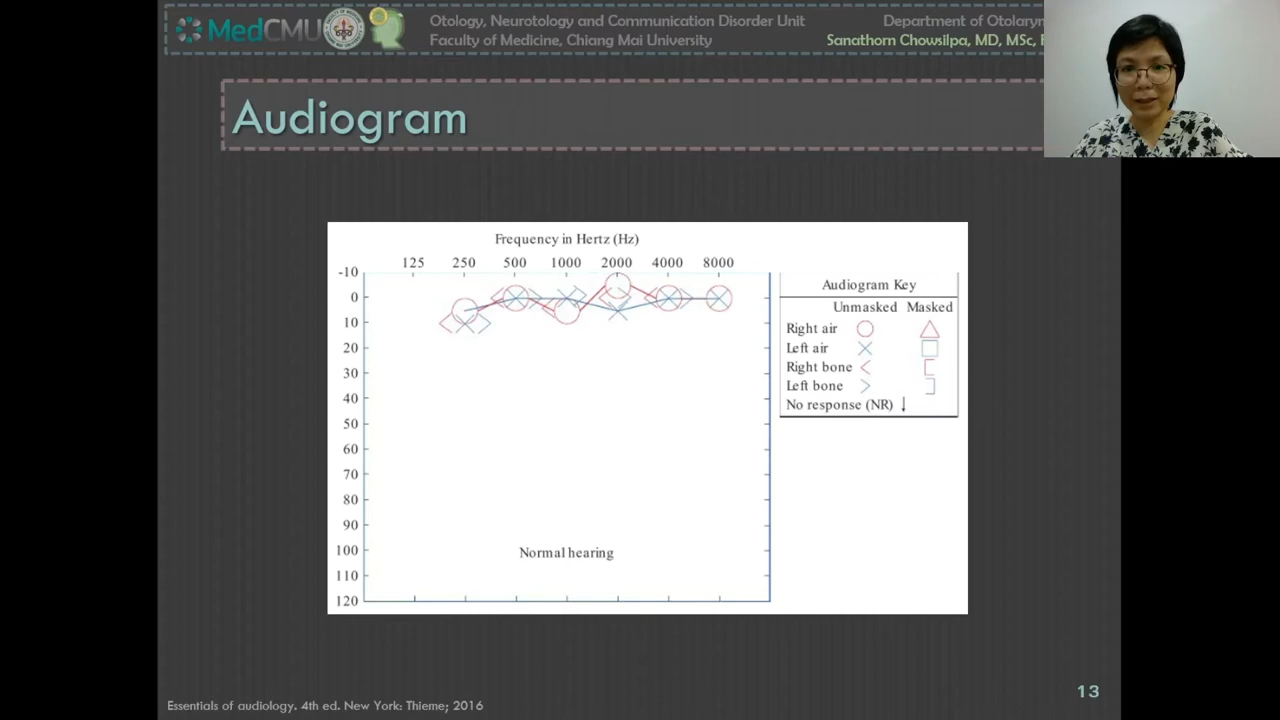 MedCMU
Otology, Neurotology and Communication Disorder Unit
Department of
Faculty of Medicine, Chiang Mai University
Sanathorn Chowsilpa, MD, MSc,
Audiogram
Frequency in Hertz (Hz)
125 250 500 1000 2000 4000 8000
-10
0
10
20
30
40
50
60
70
80
90
100
110
120
Normal hearing
Audiogram Key
Unmasked Masked
Right air
Left air
Right bone
Left bone
No response (NR)
13
Essentials of audiology. 4th ed. New York: Thieme; 2016